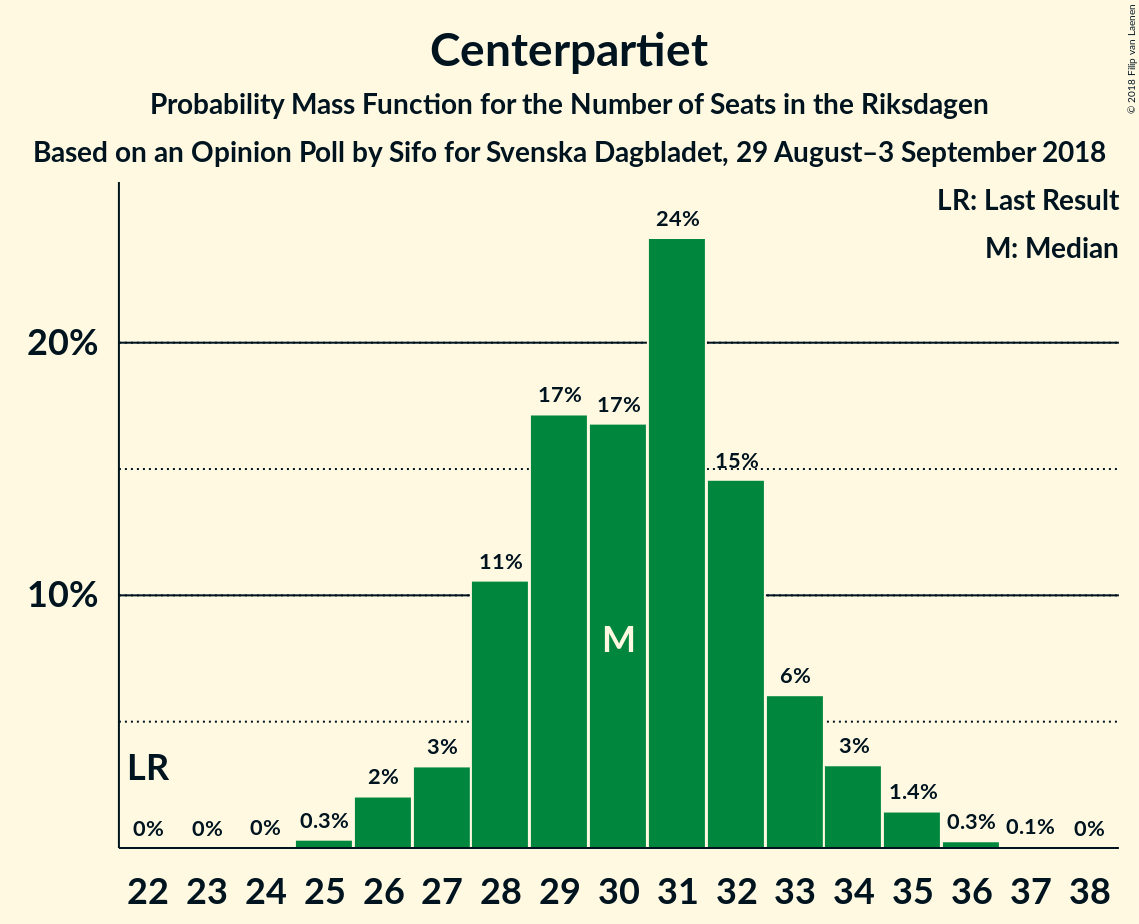 Centerpartiet
Probability Mass Function for the Number of Seats in the Riksdagen
Based on an Opinion Poll by Sifo for Svenska Dagbladet, 29 August–3 September 2018
© 2018 Filip van Laenen
LR: Last Result
M: Median
20%
10%
LR
M
0% 0% 0% 0.3% 2% 3% 11% 17% 17% 24% 15% 6% 3% 1.4% 0.3% 0.1% 0%
22 23 24 25 26 27 28 29 30 31 32 33 34 35 36 37 38